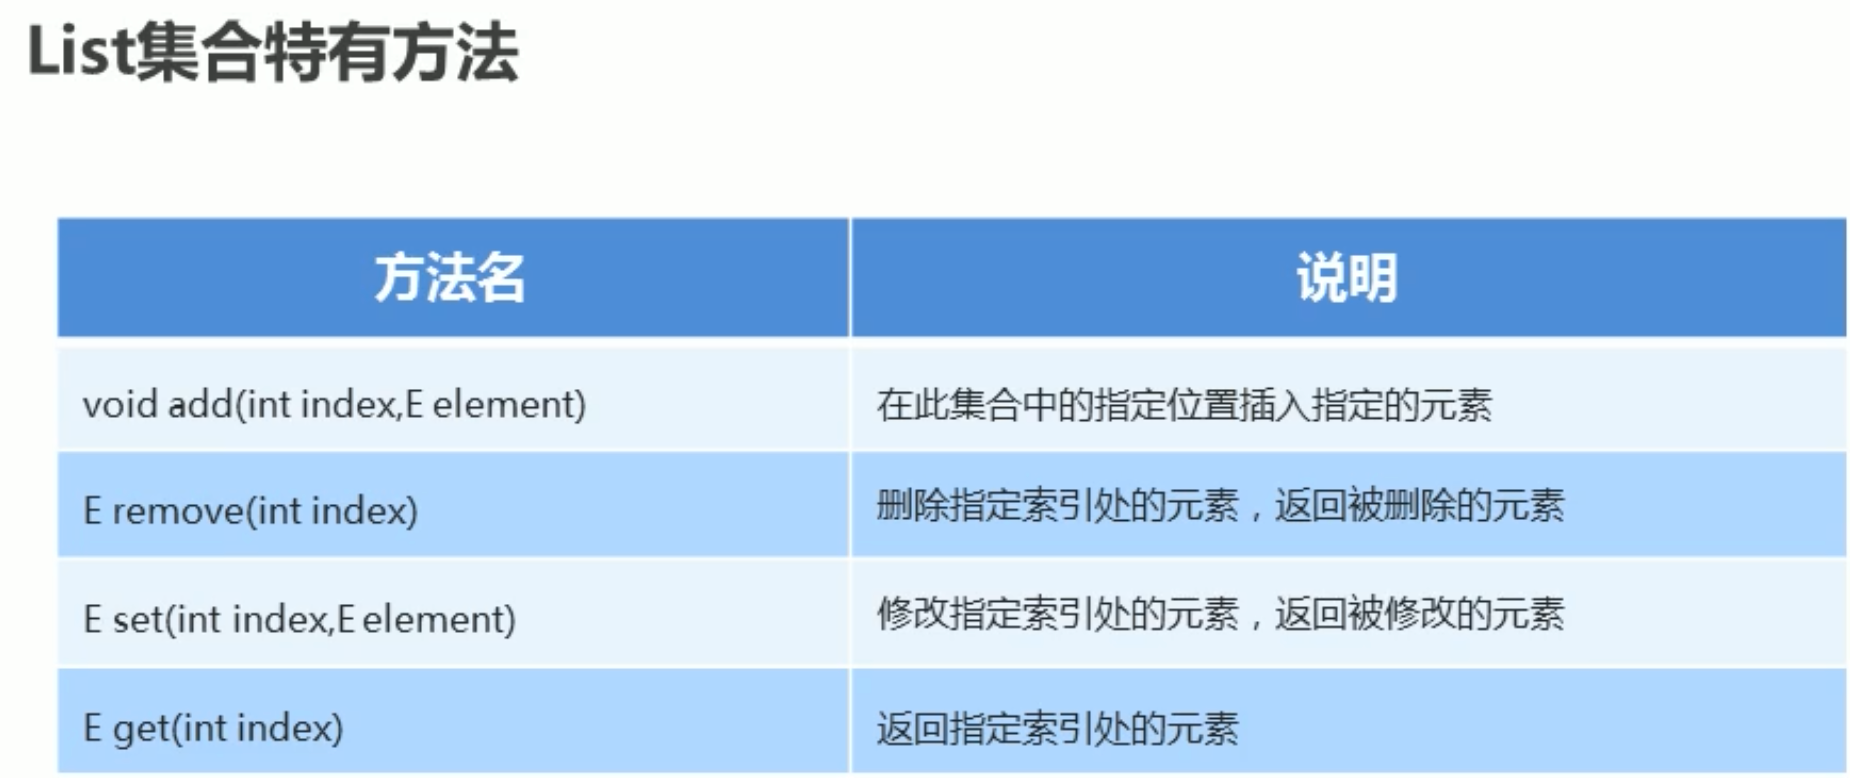 List集合特有方法
方法名 说明
void add(int index,E element) 在此集合中的指定位置插入指定的元素
E remove(int index) 删除指定索引处的元素，返回被删除的元素
E set(int index,E element) 修改指定索引处的元素，返回被修改的元素
E get(int index) 返回指定索引处的元素